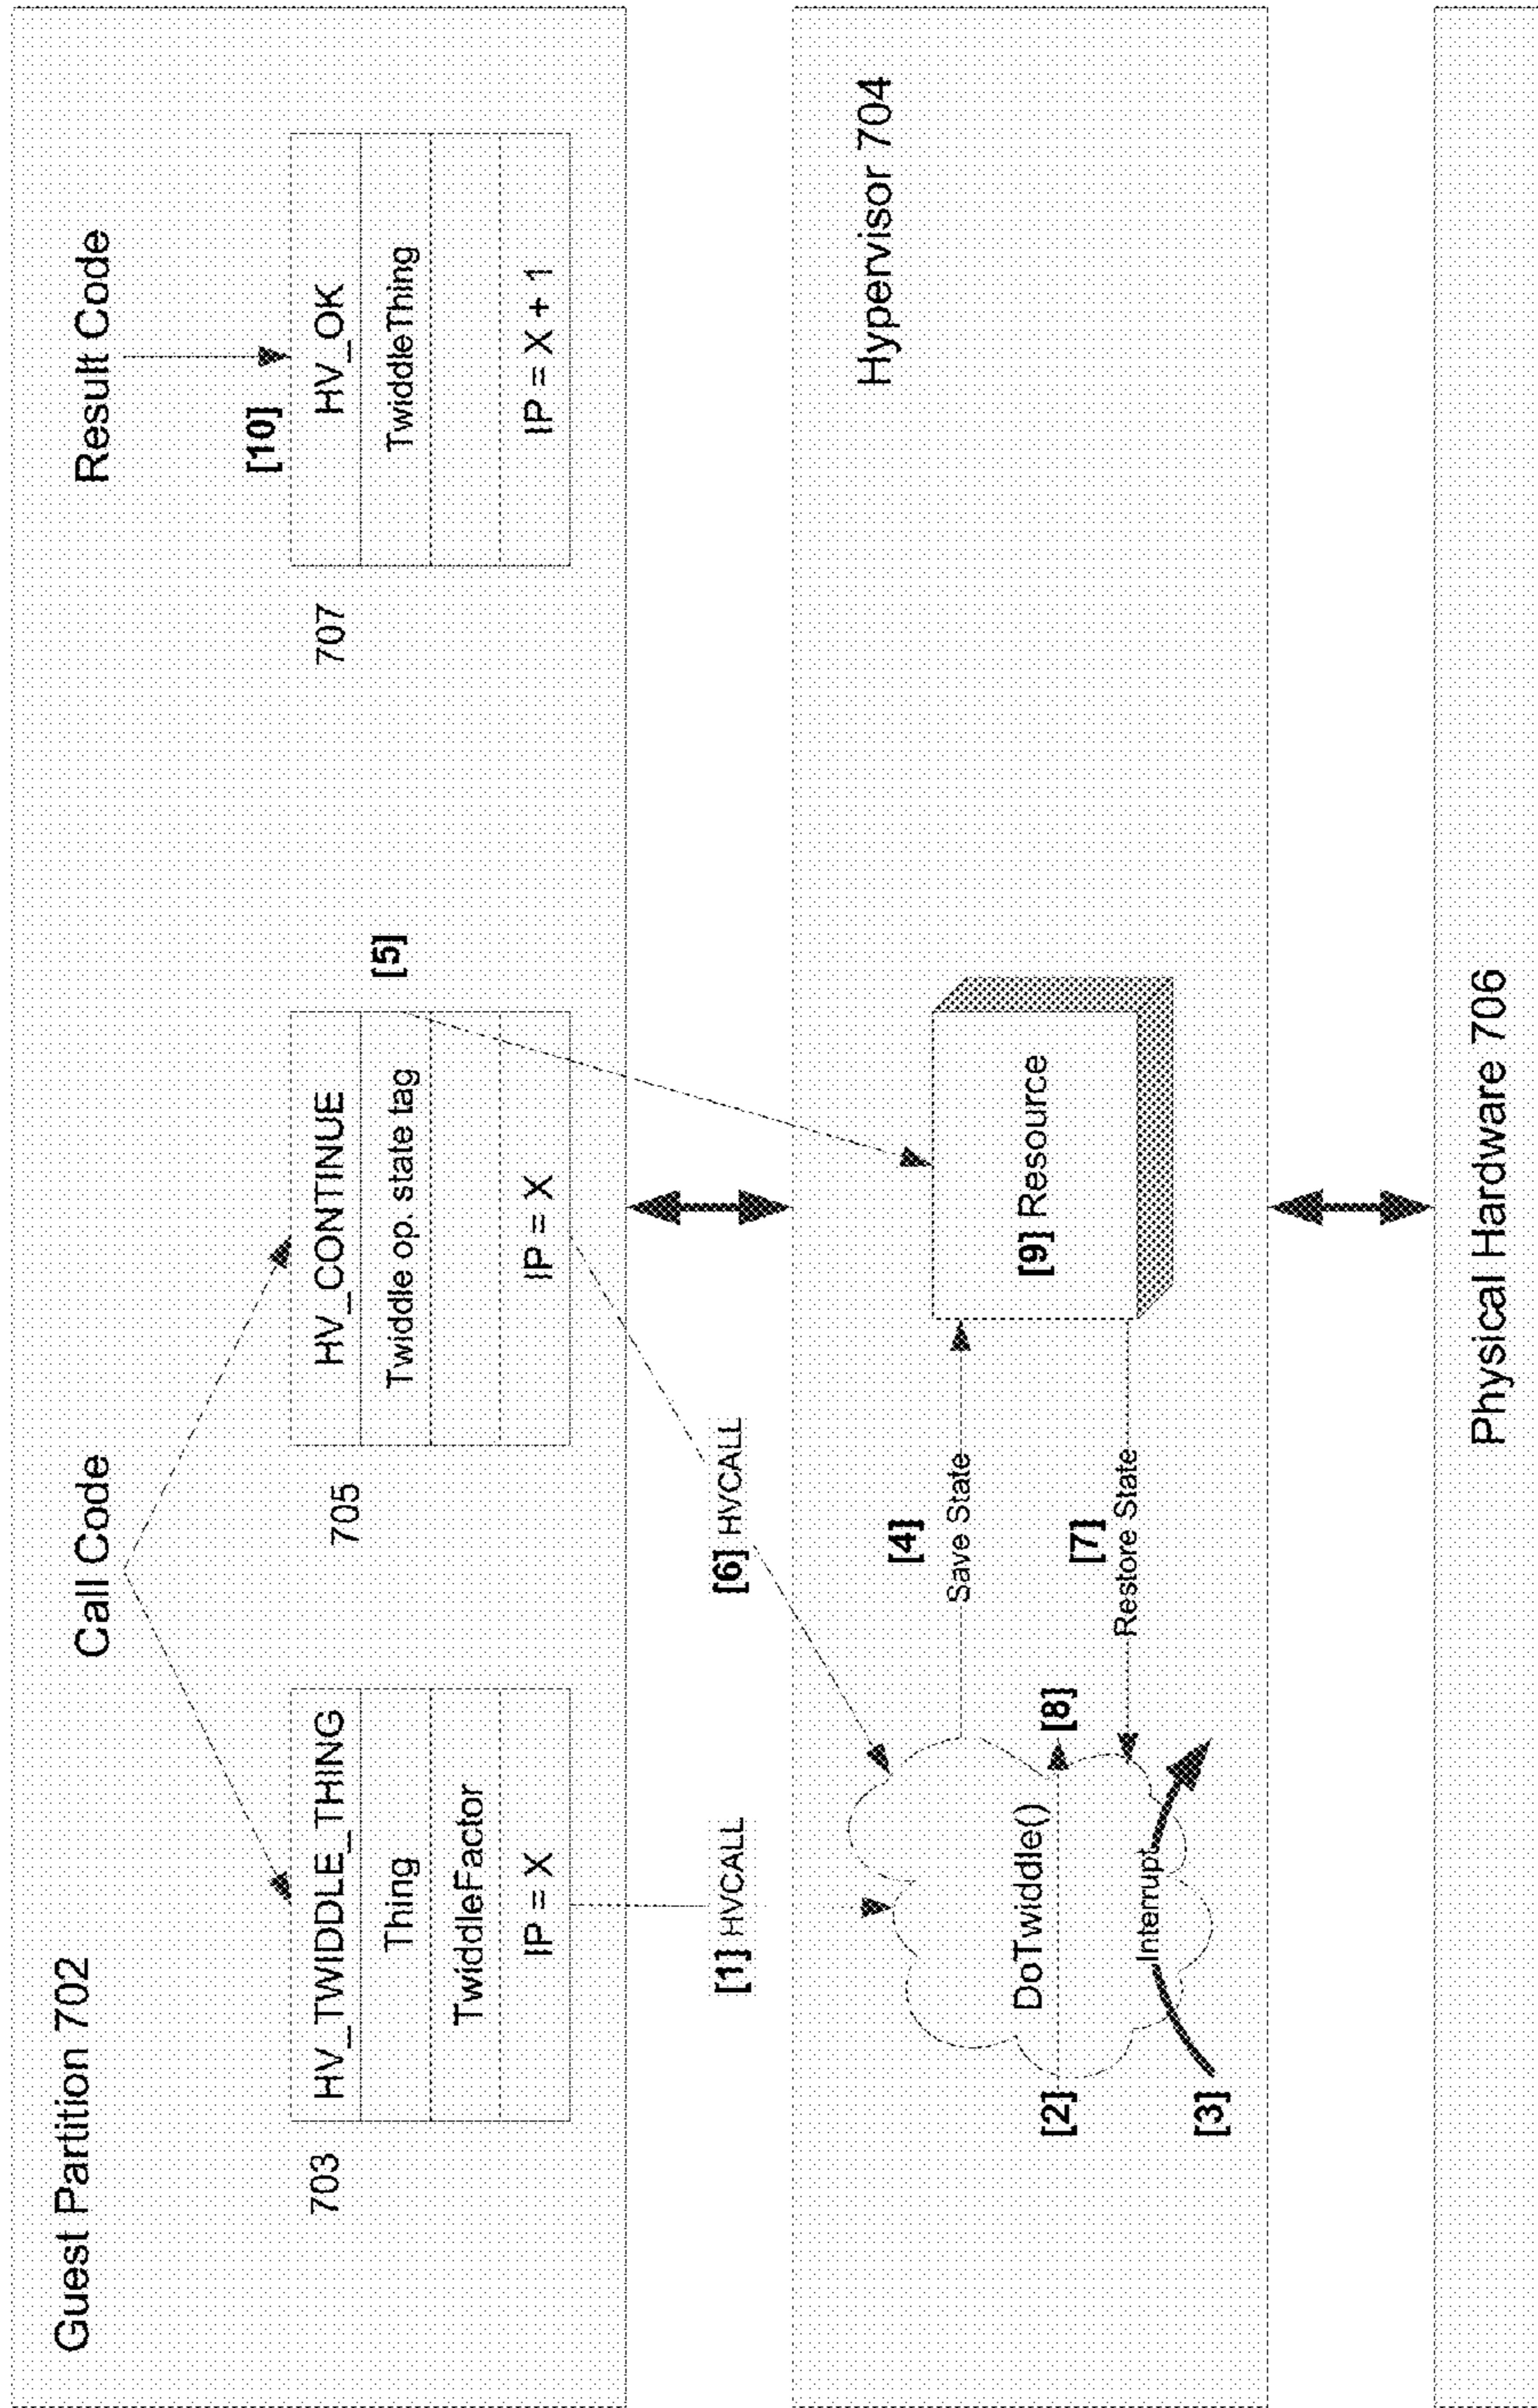 Guest Partition 702
Call Code
Result Code
703
HV_TWIDDLE_THING
Thing
TwiddleFactor
IP = X
705
HV_CONTINUE
Twiddle op. state tag
IP = X
[5]
707
[10]
HV_OK
TwiddleThing
IP = X + 1
[1] HVCALL
[6] HVCALL
Hypervisor 704
[4]
Save State
[2]
DoTwiddle()
[8]
[7]
Restore State
[9] Resource
Interrupt
[3]
Physical Hardware 706